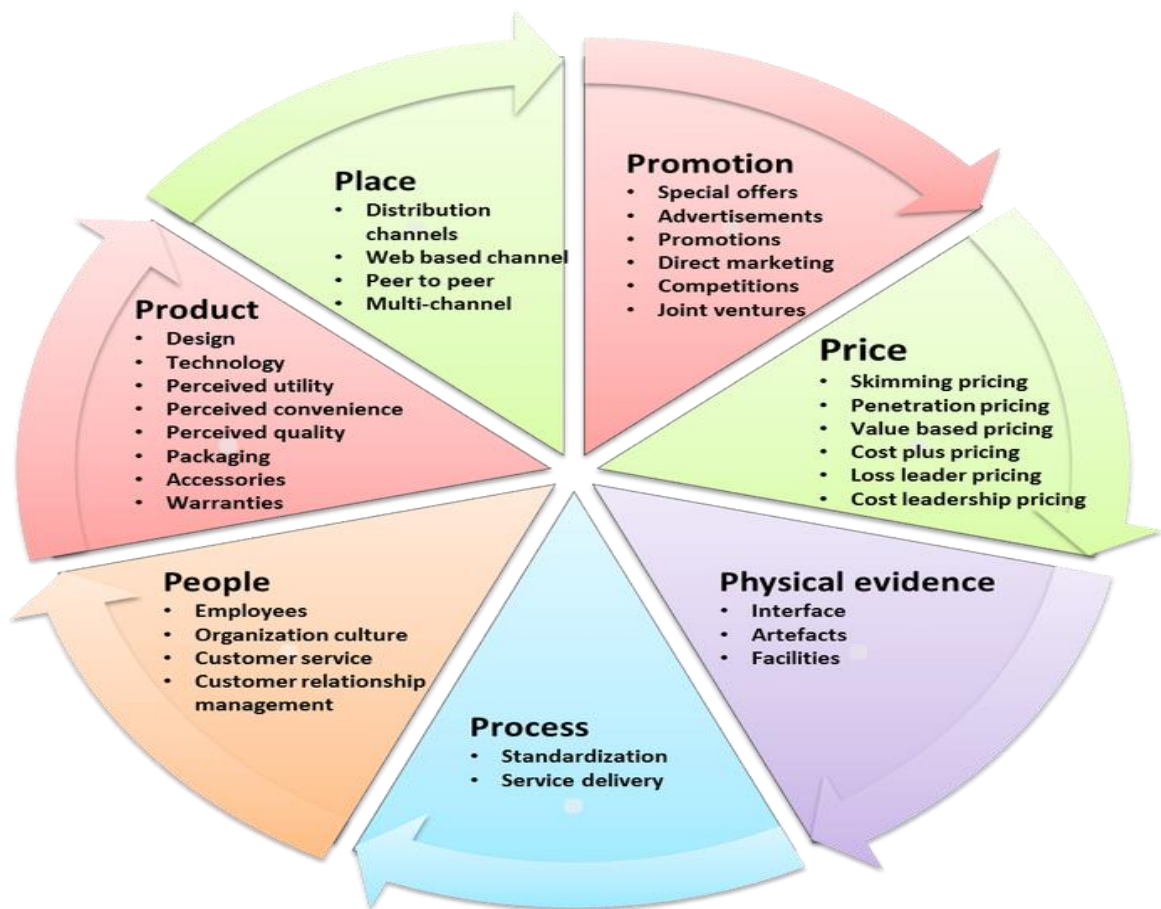 Promotion
• Special offers
• Advertisements
• Promotions
• Direct marketing
• Competitions
• Joint ventures
Price
• Skimming pricing
• Penetration pricing
• Value based pricing
• Cost plus pricing
• Loss leader pricing
• Cost leadership pricing
Physical evidence
• Interface
• Artefacts
• Facilities
Process
• Standardization
• Service delivery
People
• Employees
• Organization culture
• Customer service
• Customer relationship
management
Product
• Design
• Technology
• Perceived utility
• Perceived convenience
• Perceived quality
• Packaging
• Accessories
• Warranties
Place
• Distribution
channels
• Web based channel
• Peer to peer
• Multi-channel